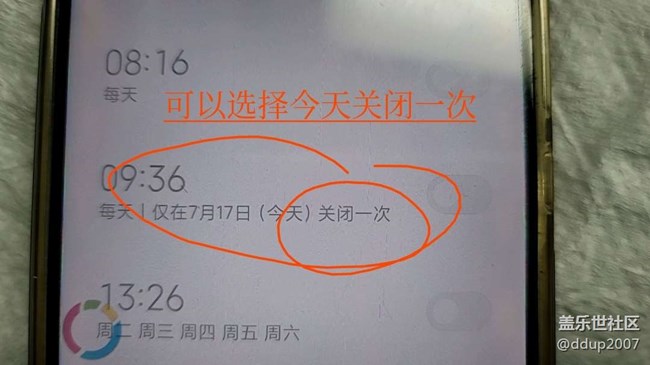 08:16
每天
可以选择今天关闭一次
09:36
每天 | 仅在7月17日 (今天) 关闭一次
13:26
周二 周三 周四 周五 周六
盖乐世社区
@ddup2007